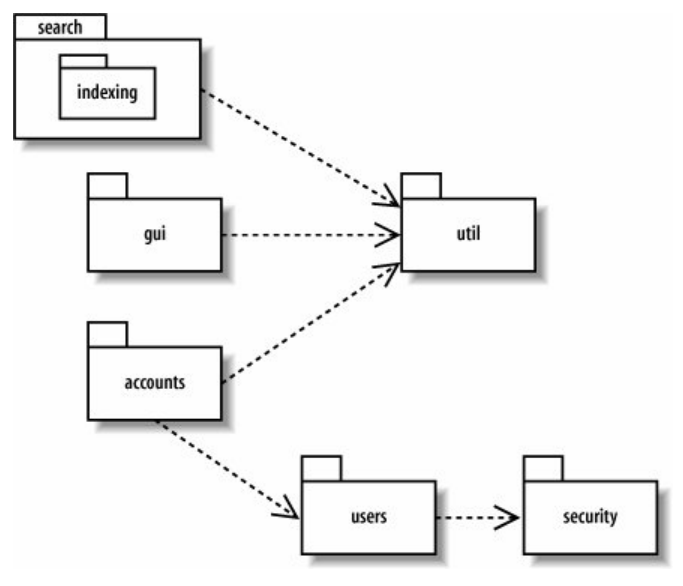 search
indexing
gui
util
accounts
users
security